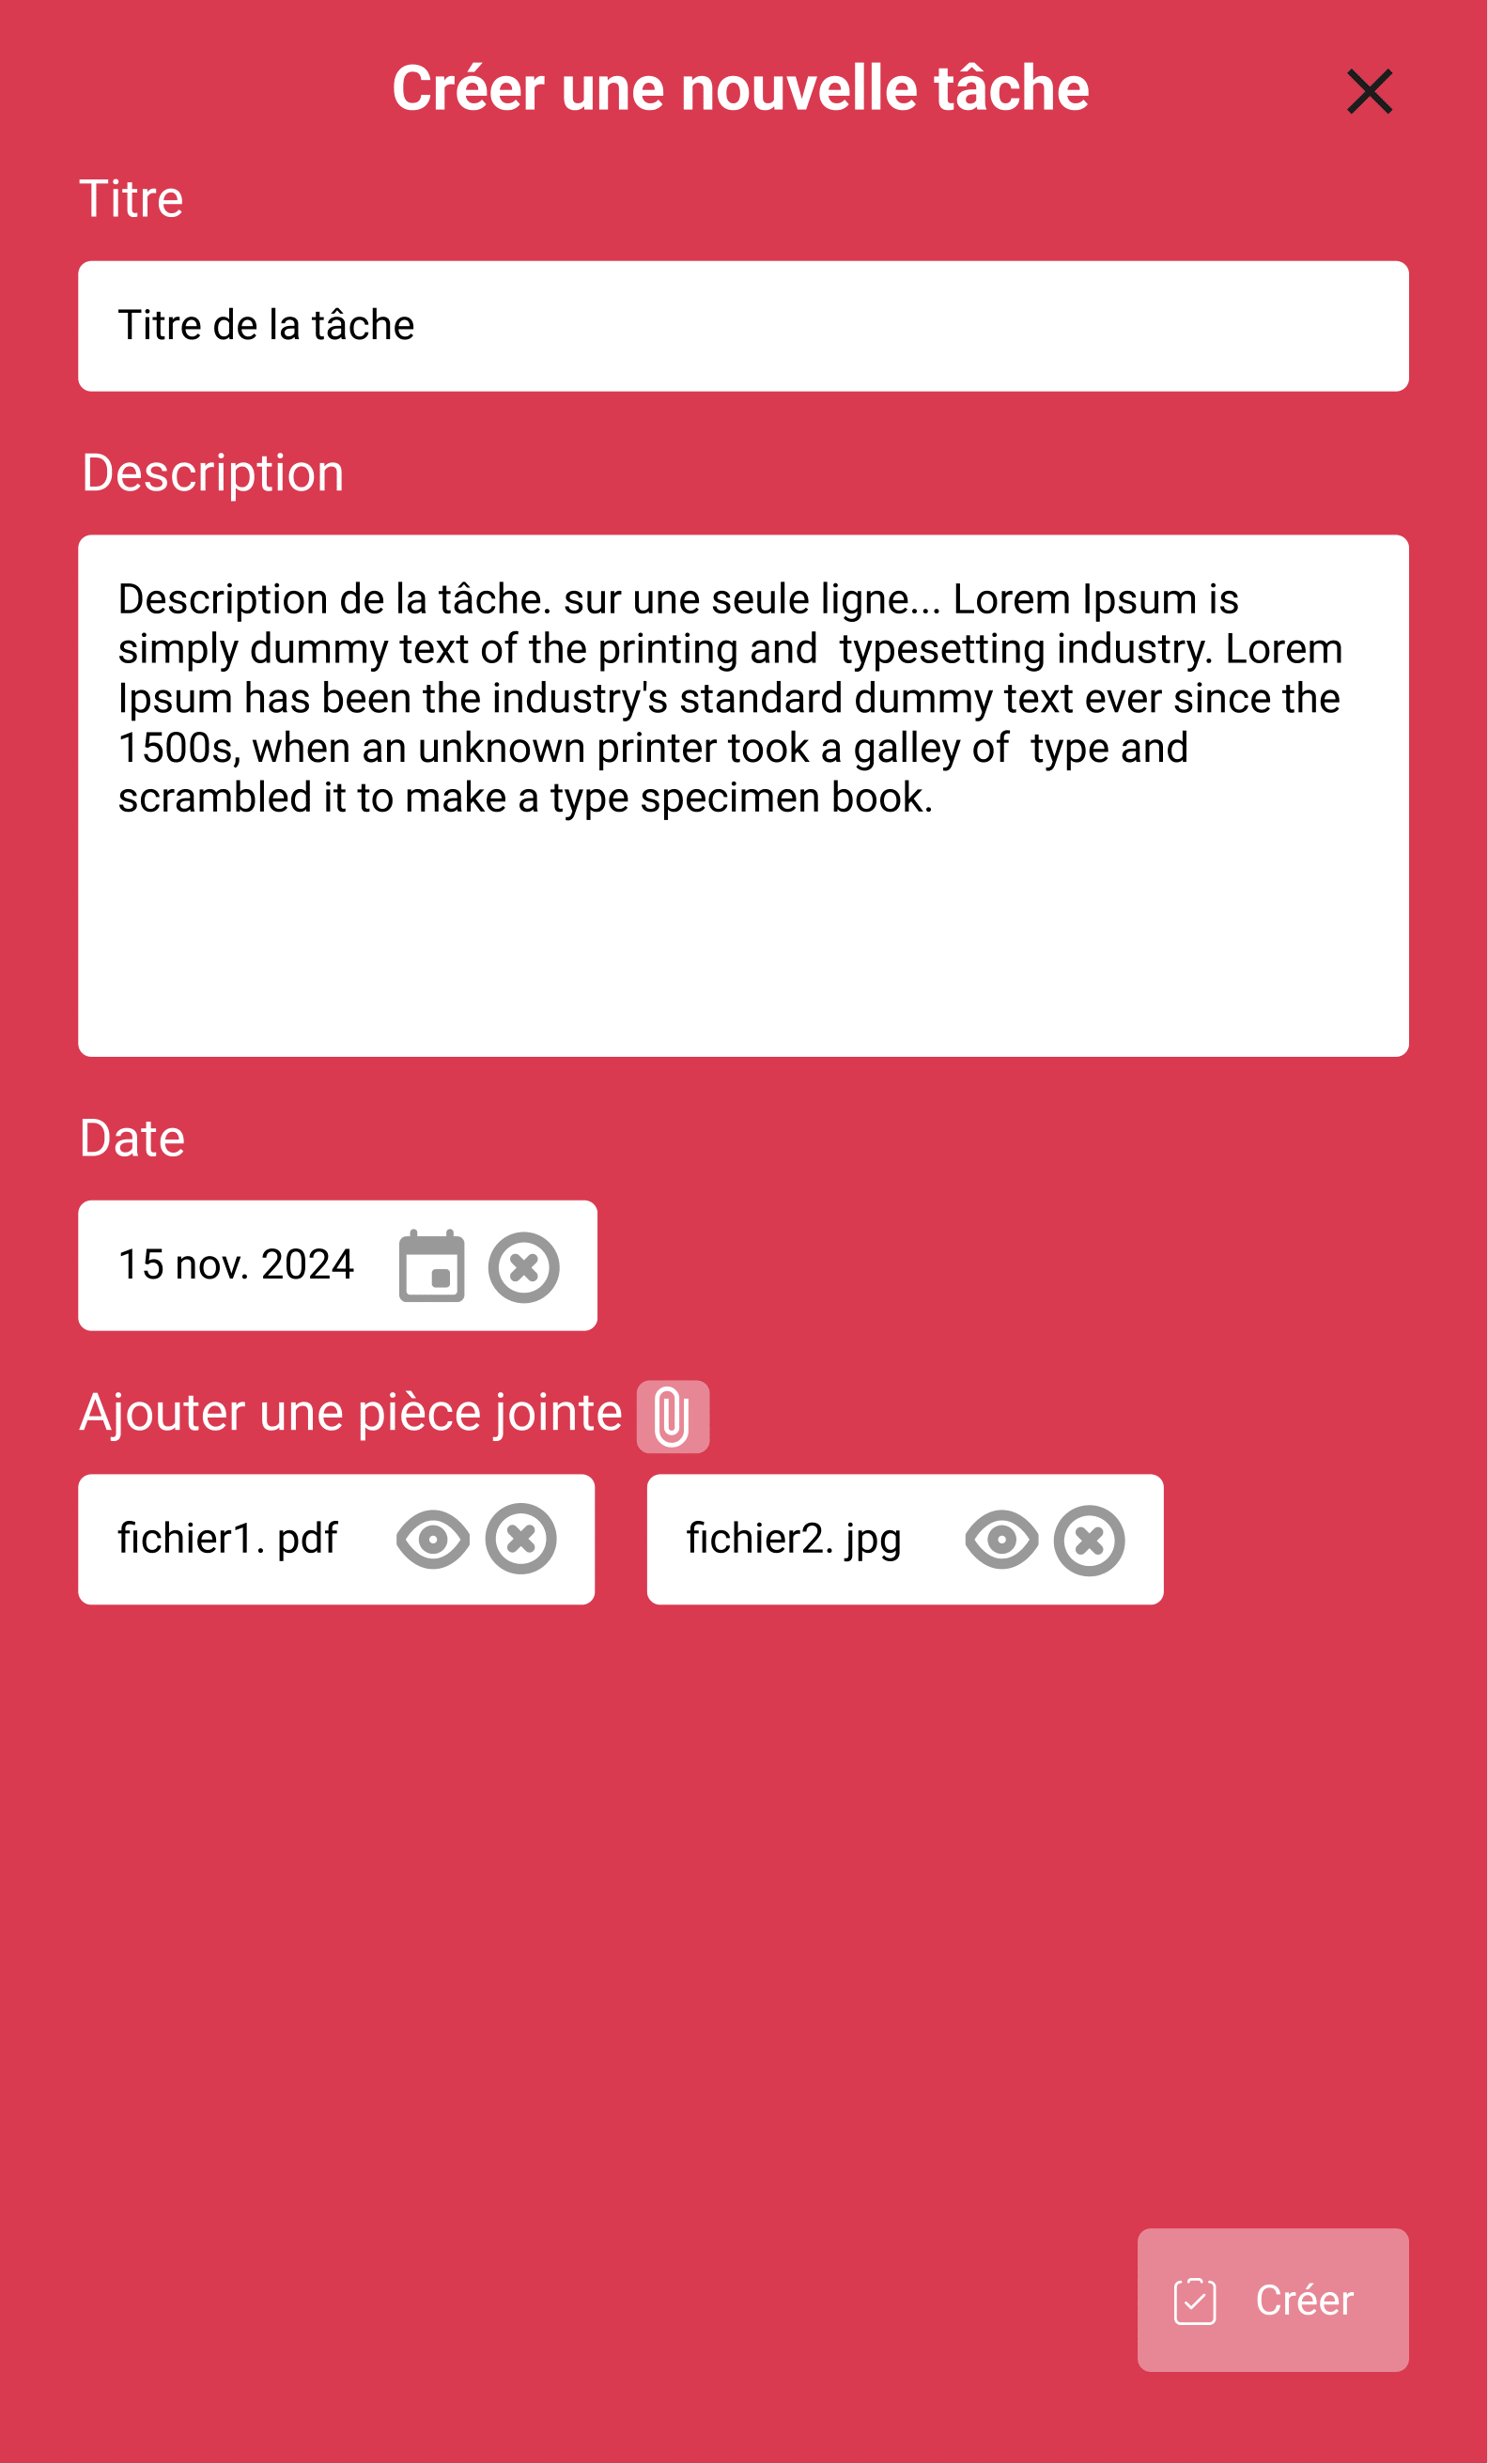 Créer une nouvelle tâche
Titre
Titre de la tâche
Description
Description de la tâche. sur une seule ligne... Lorem Ipsum is
simply dummy text of the printing and  typesetting industry. Lorem
Ipsum has been the industry's standard dummy text ever since the
1500s, when an unknown printer took a galley of  type and
scrambled it to make a type specimen book.
Date
15 nov. 2024
Ajouter une pièce jointe
fichier1. pdf
fichier2. jpg
Créer